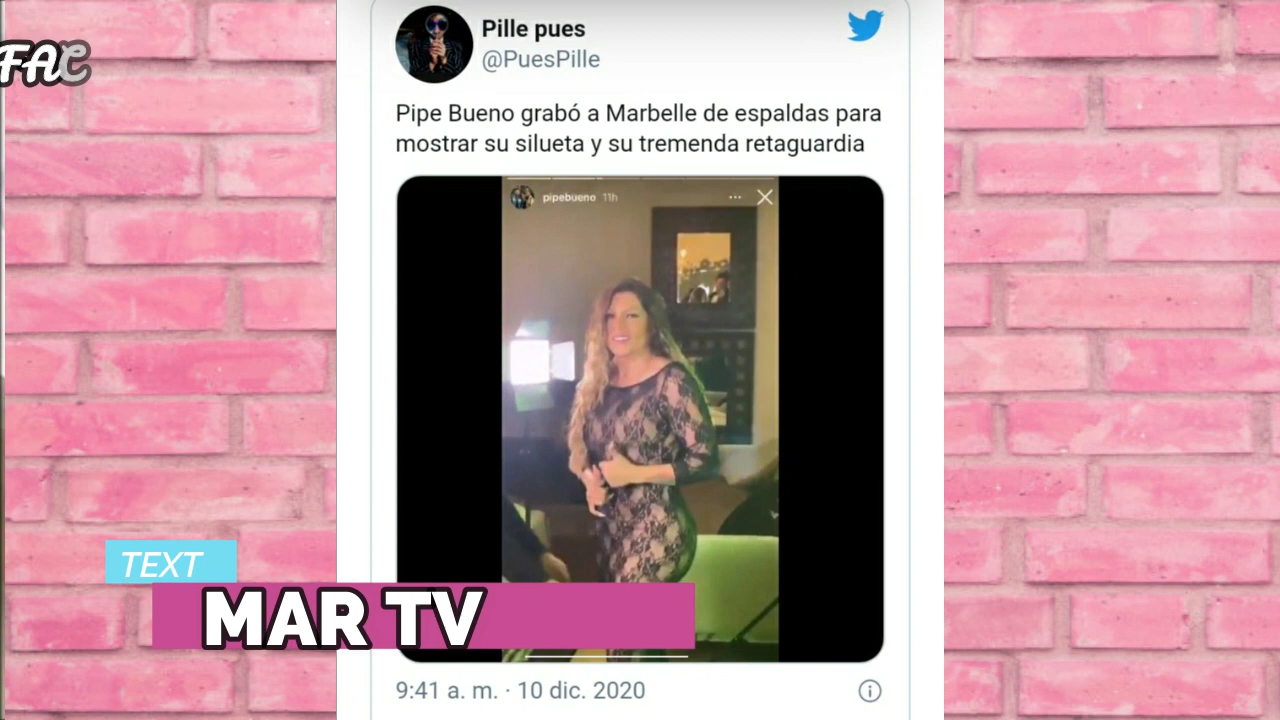 FAC
Pille pues
@PuesPille
Pipe Bueno grabó a Marbelle de espaldas para
mostrar su silueta y su tremenda retaguardia
pipebueno 11h
TEXT
MAR TV
9:41 a. m. · 10 dic. 2020